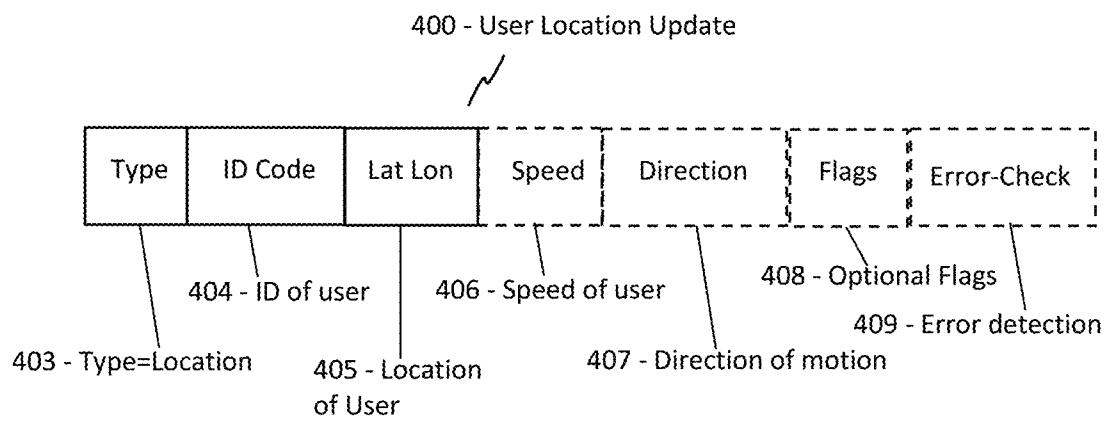 400 - User Location Update
Type
ID Code
Lat Lon
Speed
Direction
Flags
Error-Check
404 - ID of user
406 - Speed of user
408 - Optional Flags
409 - Error detection
403 - Type=Location
405 - Location
of User
407 - Direction of motion